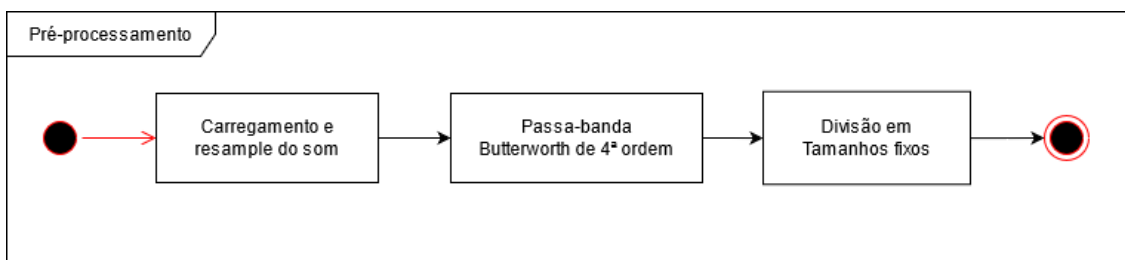 Pré-processamento
Carregamento e
resample do som
Passa-banda
Butterworth de 4ª ordem
Divisão em
Tamanhos fixos